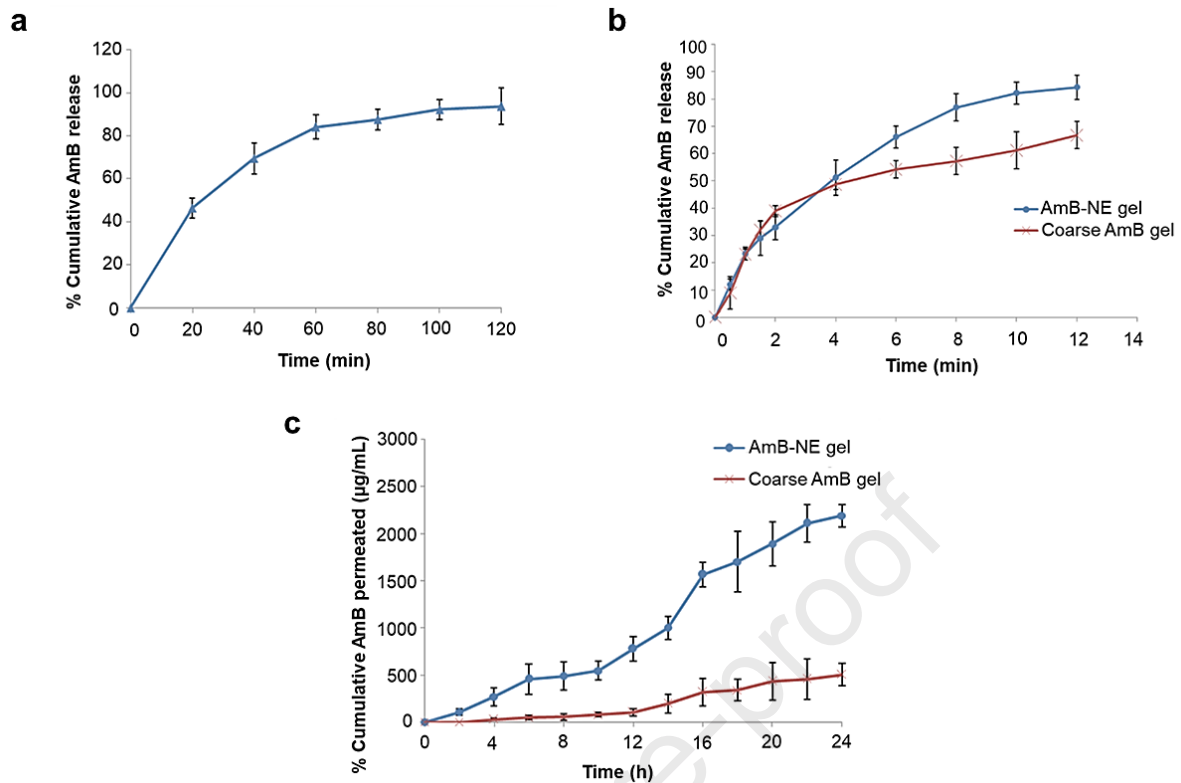 a
120
100
80
60
40
20
0
% Cumulative AmB release
0 20 40 60 80 100 120
Time (min)
b
100
90
80
70
60
50
40
30
20
10
0
% Cumulative AmB release
AmB-NE gel
Coarse AmB gel
0 2 4 6 8 10 12 14
Time (min)
c
3000
2500
2000
1500
1000
500
0
% Cumulative AmB permeated (µg/mL)
AmB-NE gel
Coarse AmB gel
0 4 8 12 16 20 24
Time (h)
e-proof